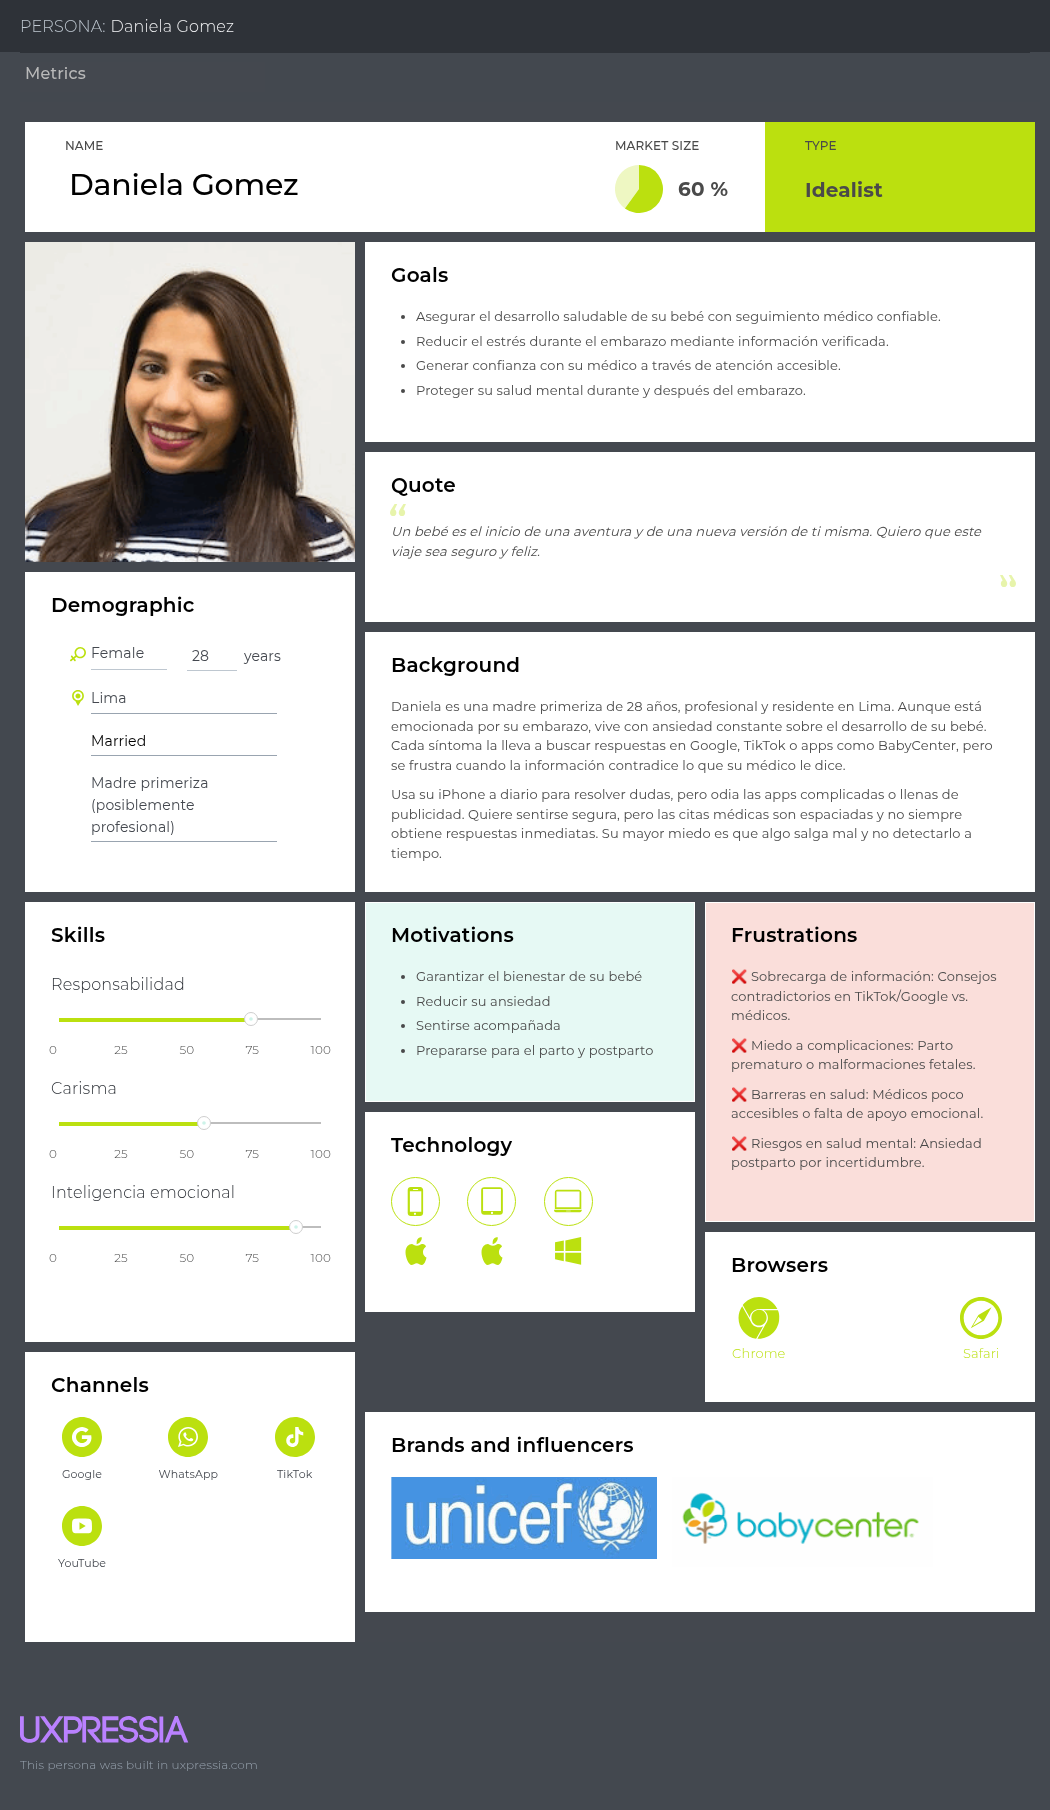 PERSONA: Daniela Gomez
Metrics
NAME
Daniela Gomez
MARKET SIZE
60 %
TYPE
Idealist
Goals
Asegurar el desarrollo saludable de su bebé con seguimiento médico confiable.
Reducir el estrés durante el embarazo mediante información verificada.
Generar confianza con su médico a través de atención accesible.
Proteger su salud mental durante y después del embarazo.
Quote
“
Un bebé es el inicio de una aventura y de una nueva versión de ti misma. Quiero que este
viaje sea seguro y feliz.
”
Demographic
Female 28 years
Lima
Married
Madre primeriza
(posiblemente
profesional)
Background
Daniela es una madre primeriza de 28 años, profesional y residente en Lima. Aunque está
emocionada por su embarazo, vive con ansiedad constante sobre el desarrollo de su bebé.
Cada síntoma la lleva a buscar respuestas en Google, TikTok o apps como BabyCenter, pero
se frustra cuando la información contradice lo que su médico le dice.
Usa su iPhone a diario para resolver dudas, pero odia las apps complicadas o llenas de
publicidad. Quiere sentirse segura, pero las citas médicas son espaciadas y no siempre
obtiene respuestas inmediatas. Su mayor miedo es que algo salga mal y no detectarlo a
tiempo.
Skills
Responsabilidad
0 25 50 75 100
Carisma
0 25 50 75 100
Inteligencia emocional
0 25 50 75 100
Motivations
Garantizar el bienestar de su bebé
Reducir su ansiedad
Sentirse acompañada
Prepararse para el parto y postparto
Frustrations
❌ Sobrecarga de información: Consejos
contradictorios en TikTok/Google vs.
médicos.
❌ Miedo a complicaciones: Parto
prematuro o malformaciones fetales.
❌ Barreras en salud: Médicos poco
accesibles o falta de apoyo emocional.
❌ Riesgos en salud mental: Ansiedad
postparto por incertidumbre.
Technology
Browsers
Chrome
Safari
Channels
Google
WhatsApp
TikTok
YouTube
Brands and influencers
unicef
babycenter
UXPRESSIA
This persona was built in uxpressia.com